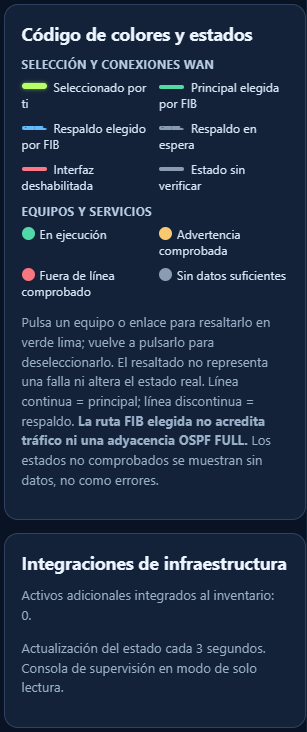 Código de colores y estados
SELECCIÓN Y CONEXIONES WAN
Seleccionado por
ti
Principal elegida
por FIB
Respaldo elegido
por FIB
Respaldo en
espera
Interfaz
deshabilitada
Estado sin
verificar
EQUIPOS Y SERVICIOS
En ejecución
Advertencia
comprobada
Fuera de línea
comprobado
Sin datos suficientes
Pulsa un equipo o enlace para resaltarlo en
verde lima; vuelve a pulsarlo para
deseleccionarlo. El resaltado no representa
una falla ni altera el estado real. Línea
continua = principal; línea discontinua =
respaldo. La ruta FIB elegida no acredita
tráfico ni una adyacencia OSPF FULL. Los
estados no comprobados se muestran sin
datos, no como errores.
Integraciones de infraestructura
Activos adicionales integrados al inventario:
0.
Actualización del estado cada 3 segundos.
Consola de supervisión en modo de solo
lectura.